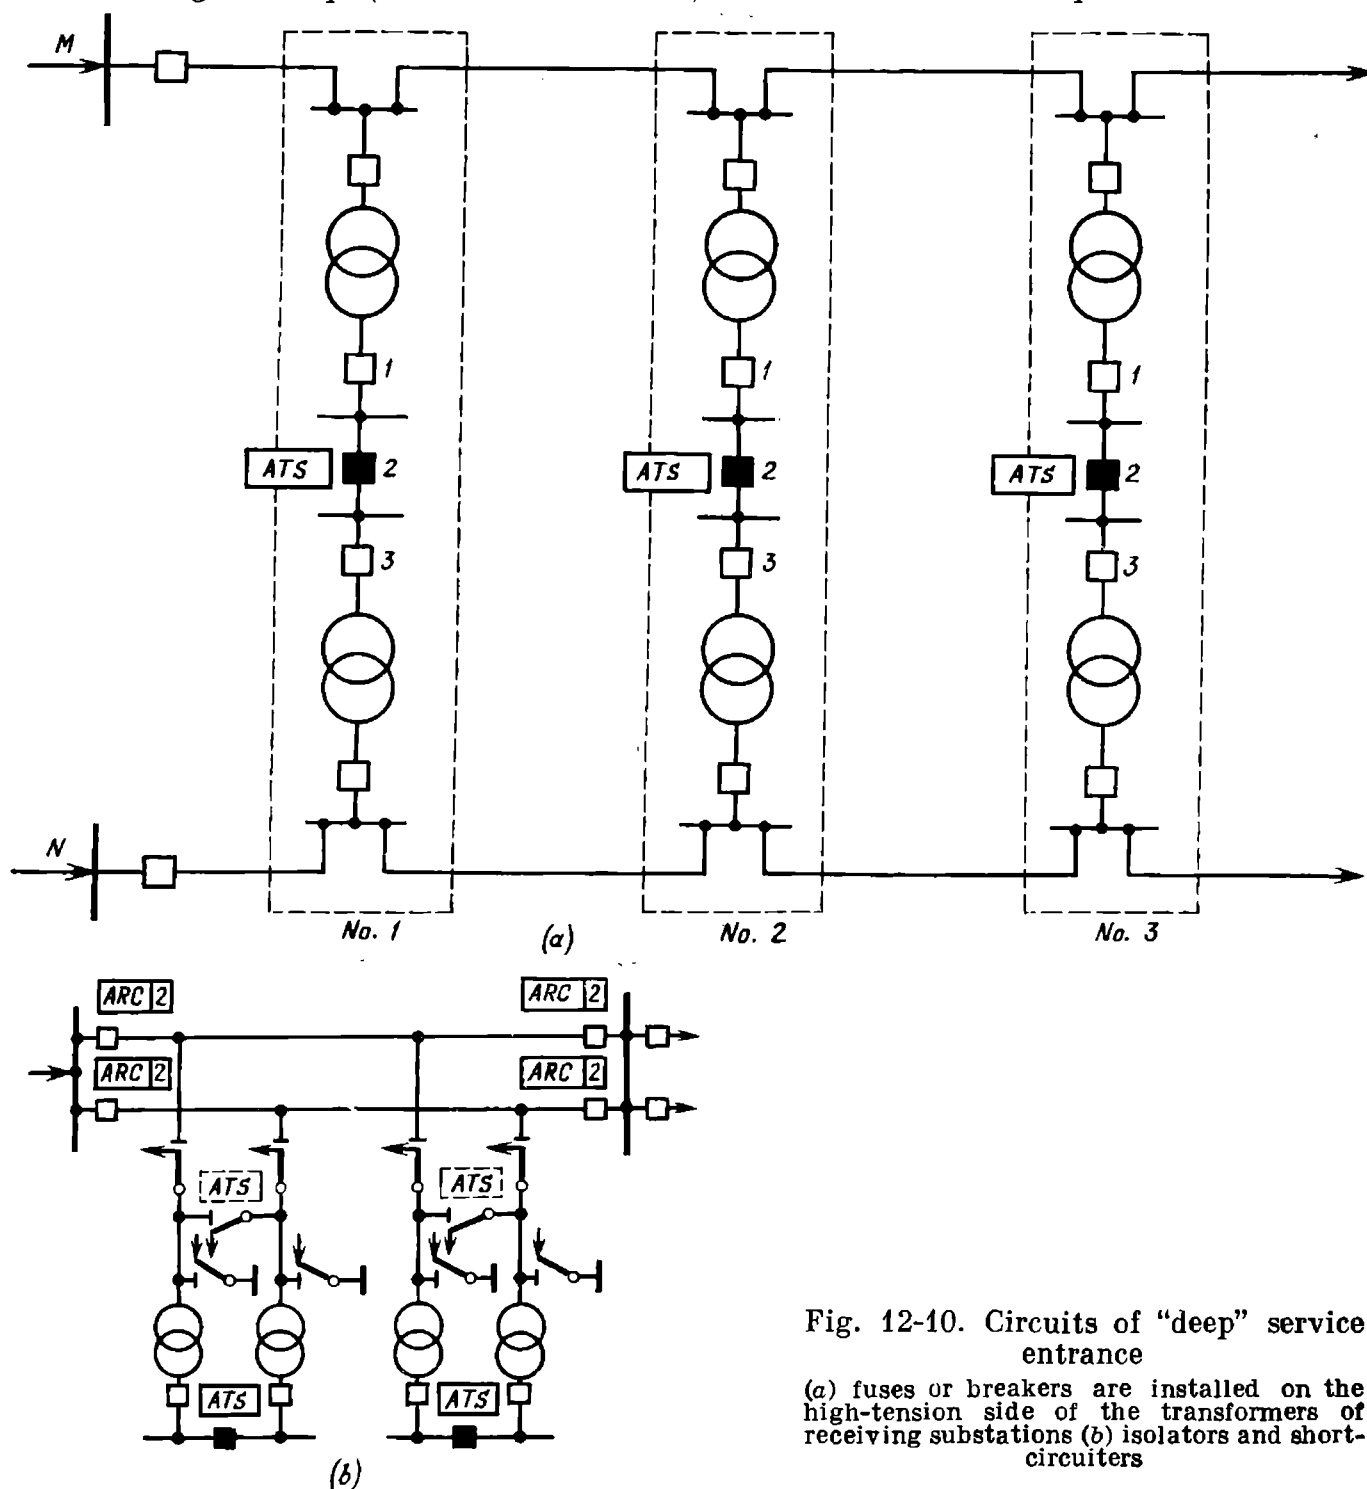 M
1
1
1
ATS
2
ATS
2
ATS
2
3
3
3
N
No. 1
(a)
No. 2
No. 3
ARC 2
ARC 2
ARC 2
ARC 2
ATS
ATS
ATS
ATS
(b)
Fig. 12-10. Circuits of “deep” service
entrance
(a) fuses or breakers are installed on the
high-tension side of the transformers of
receiving substations (b) isolators and short-
circuiters